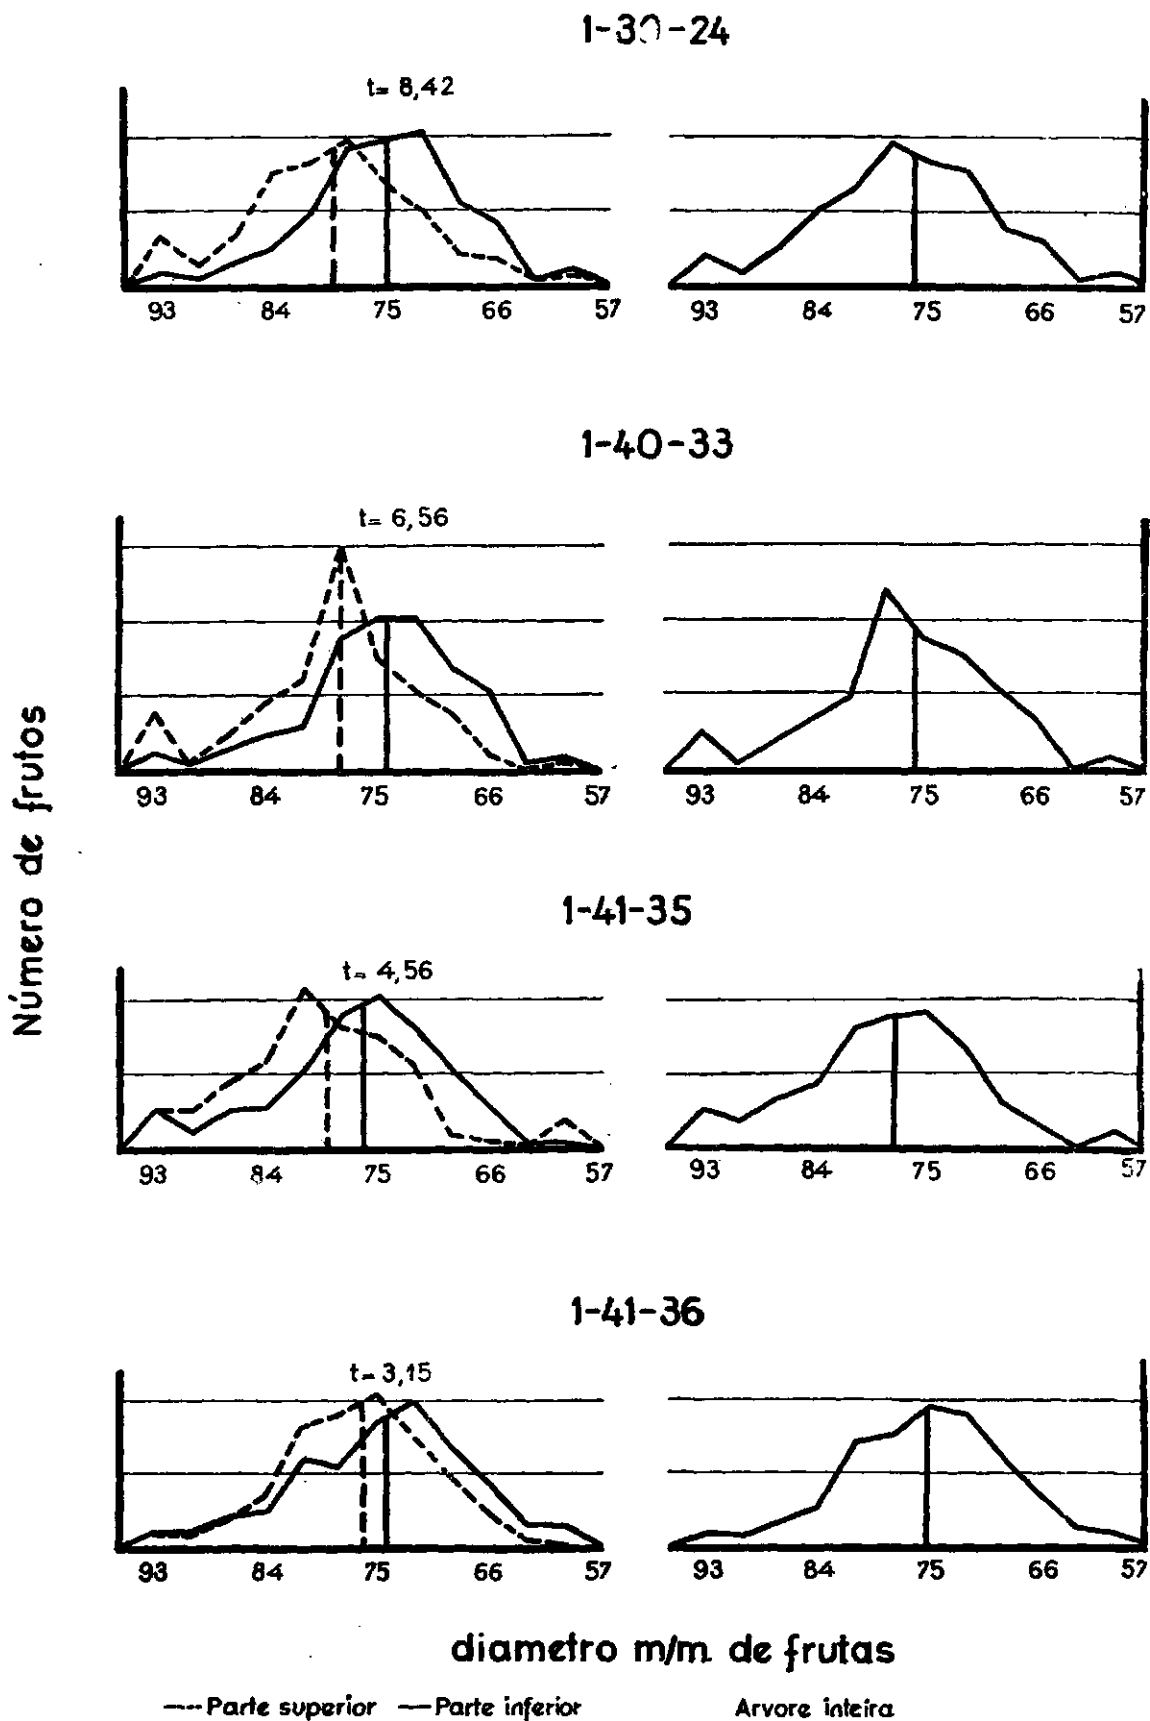 1-30-24
t= 8,42
93 84 75 66 57 93 84 75 66 57
1-40-33
t= 6,56
93 84 75 66 57 93 84 75 66 57
1-41-35
t= 4,56
93 84 75 66 57 93 84 75 66 57
1-41-36
t= 3,15
93 84 75 66 57 93 84 75 66 57
Número de frutos
diametro m/m de frutas
Parte superior Parte inferior Arvore inteira